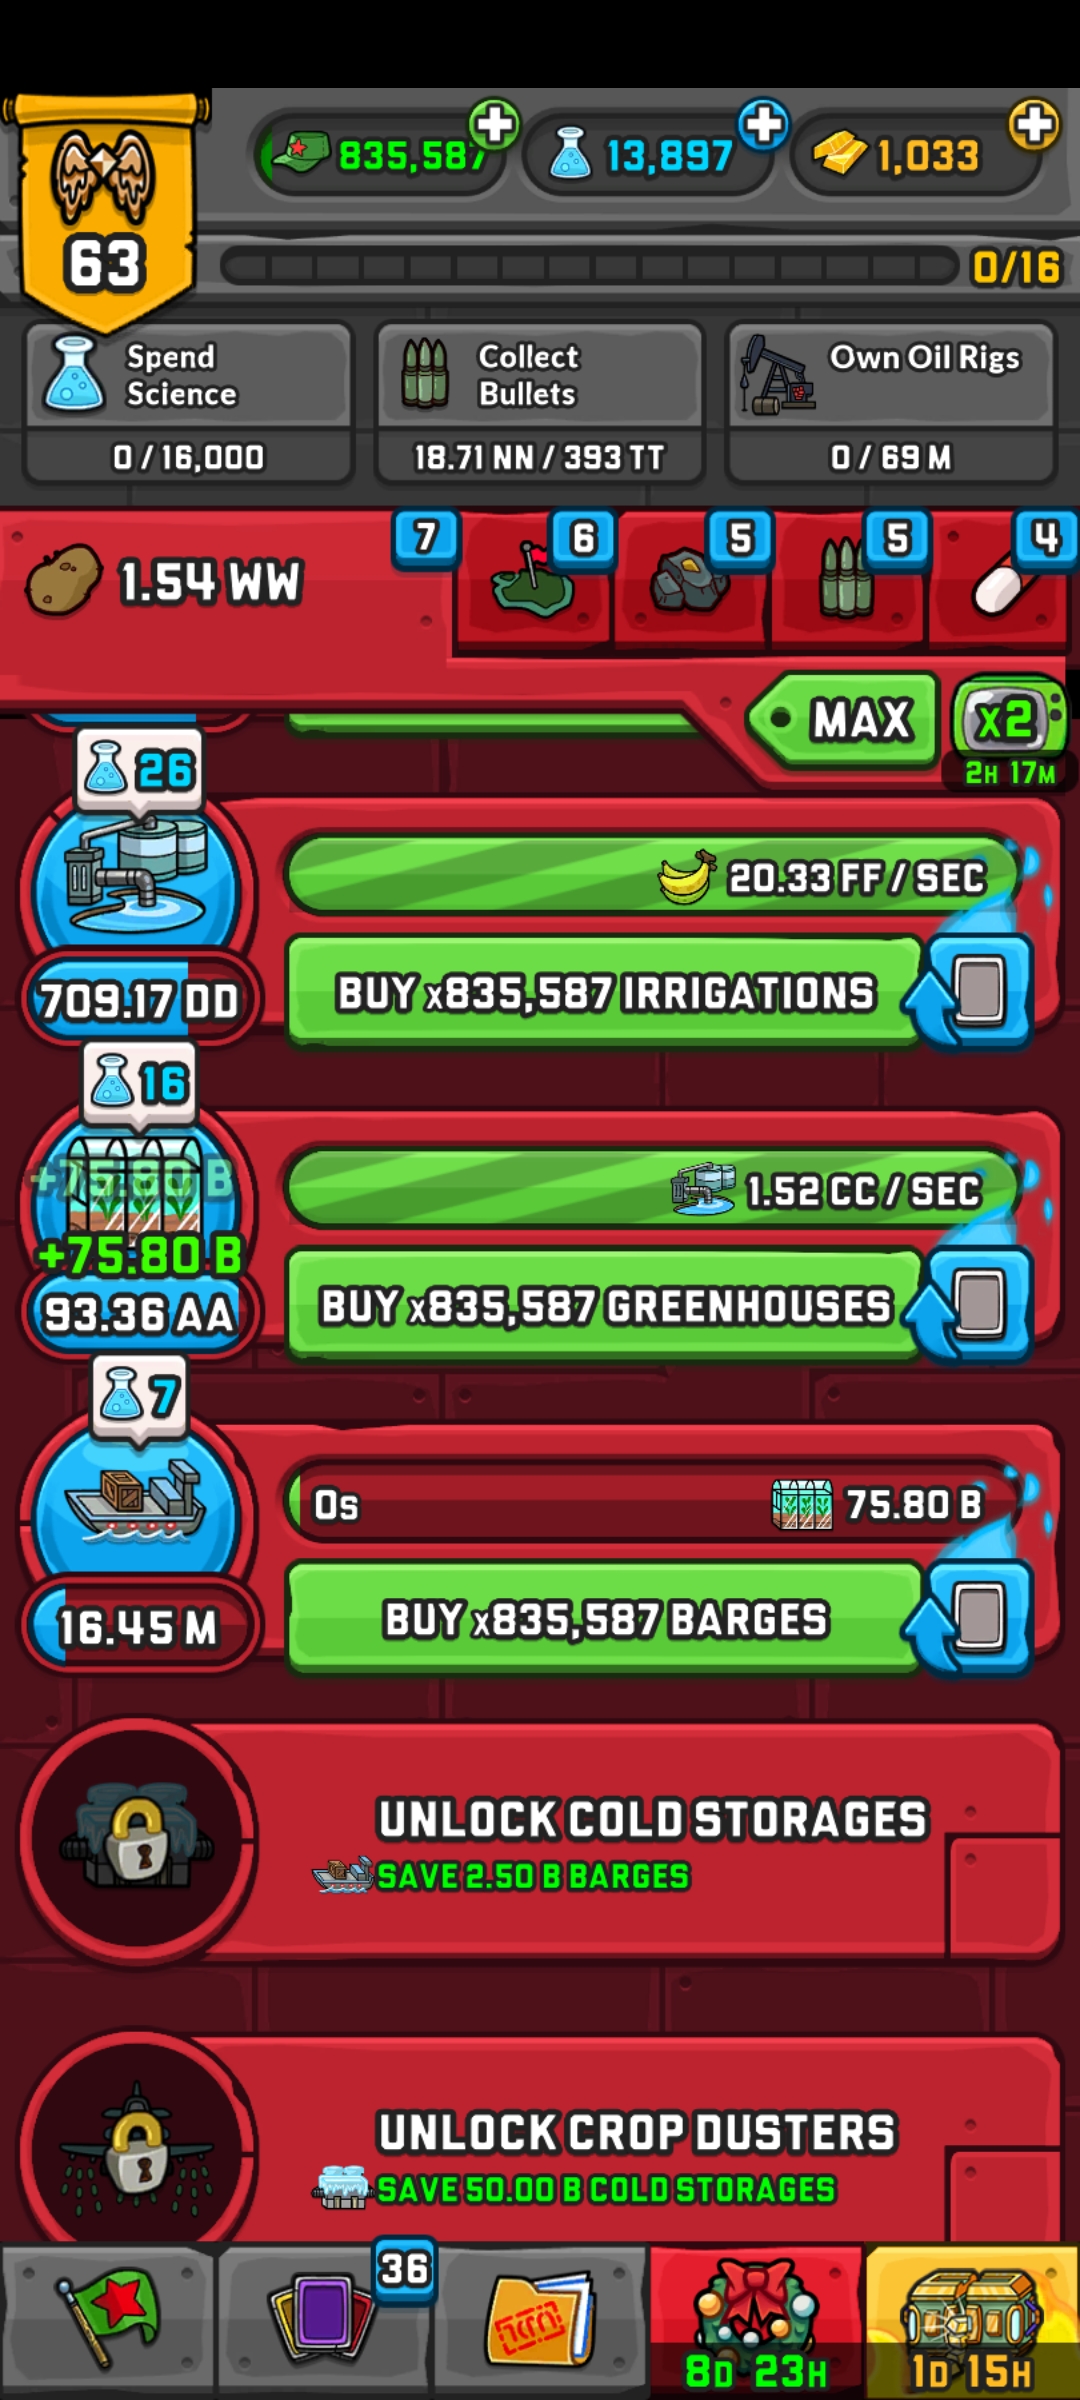 835,587
13,897
1,033
63
0/16
Spend
Science
0 / 16,000
Collect
Bullets
18.71 NN / 393 TT
Own Oil Rigs
0 / 69 M
1.54 WW
7
6
5
5
4
MAX
x2
2H 17M
26
20.33 FF / SEC
709.17 DD
BUY x835,587 IRRIGATIONS
16
+75.80 B
1.52 CC / SEC
+75.80 B
93.36 AA
BUY x835,587 GREENHOUSES
7
0s
75.80 B
16.45 M
BUY x835,587 BARGES
UNLOCK COLD STORAGES
SAVE 2.50 B BARGES
UNLOCK CROP DUSTERS
SAVE 50.00 B COLD STORAGES
36
8D 23H
1D 15H